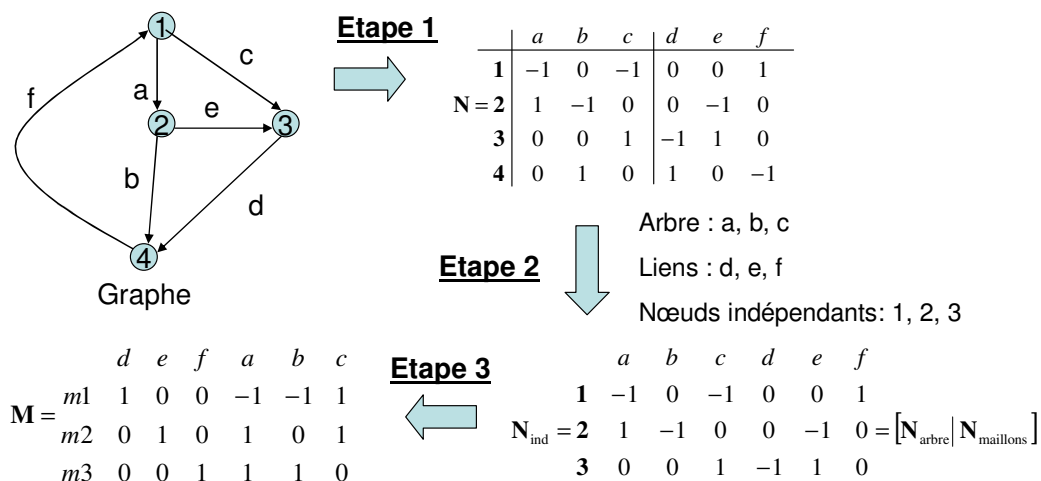 1
c
f
a
e
2
3
b
d
4
Graphe
Etape 1
a b c d e f
1 −1 0 −1 0 0 1
N = 2 1 −1 0 0 −1 0
3 0 0 1 −1 1 0
4 0 1 0 1 0 −1
Etape 2
Arbre : a, b, c
Liens : d, e, f
Nœuds indépendants: 1, 2, 3
a b c d e f
1 −1 0 −1 0 0 1
N_ind = 2 1 −1 0 0 −1 0 = [N_arbre | N_maillons]
3 0 0 1 −1 1 0
Etape 3
d e f a b c
m1 1 0 0 −1 −1 1
M = m2 0 1 0 1 0 1
m3 0 0 1 1 1 0